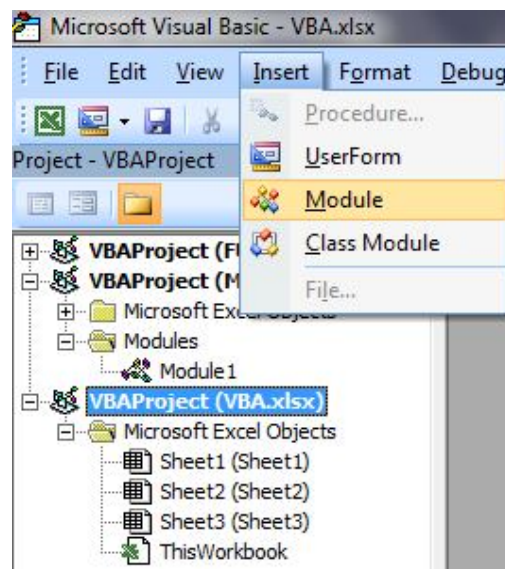 Microsoft Visual Basic - VBA.xlsx
File Edit View Insert Format Debug
Procedure...
UserForm
Module
Class Module
File...
Project - VBAProject
VBAProject (F
VBAProject (M
Microsoft Excel Objects
Modules
Module1
VBAProject (VBA.xlsx)
Microsoft Excel Objects
Sheet1 (Sheet1)
Sheet2 (Sheet2)
Sheet3 (Sheet3)
ThisWorkbook